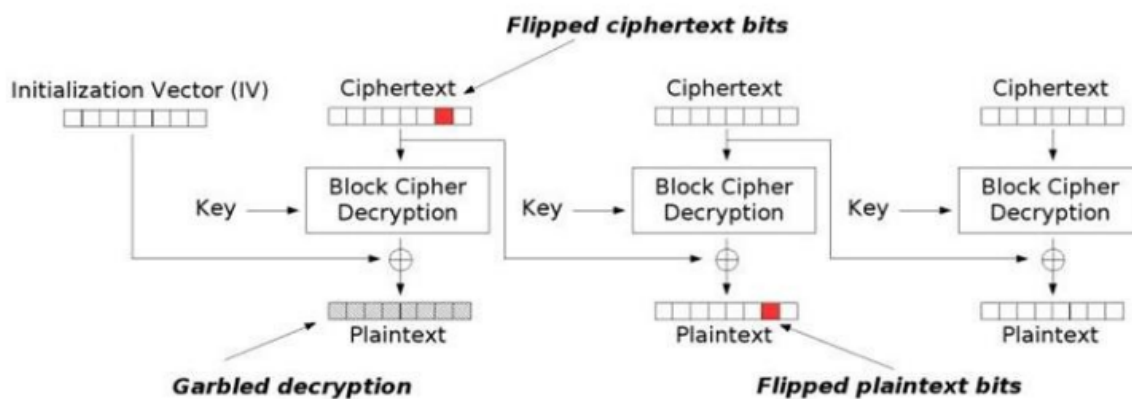 Flipped ciphertext bits
Initialization Vector (IV)
Ciphertext
Ciphertext
Ciphertext
Key
Block Cipher
Decryption
Key
Block Cipher
Decryption
Key
Block Cipher
Decryption
Plaintext
Plaintext
Plaintext
Garbled decryption
Flipped plaintext bits